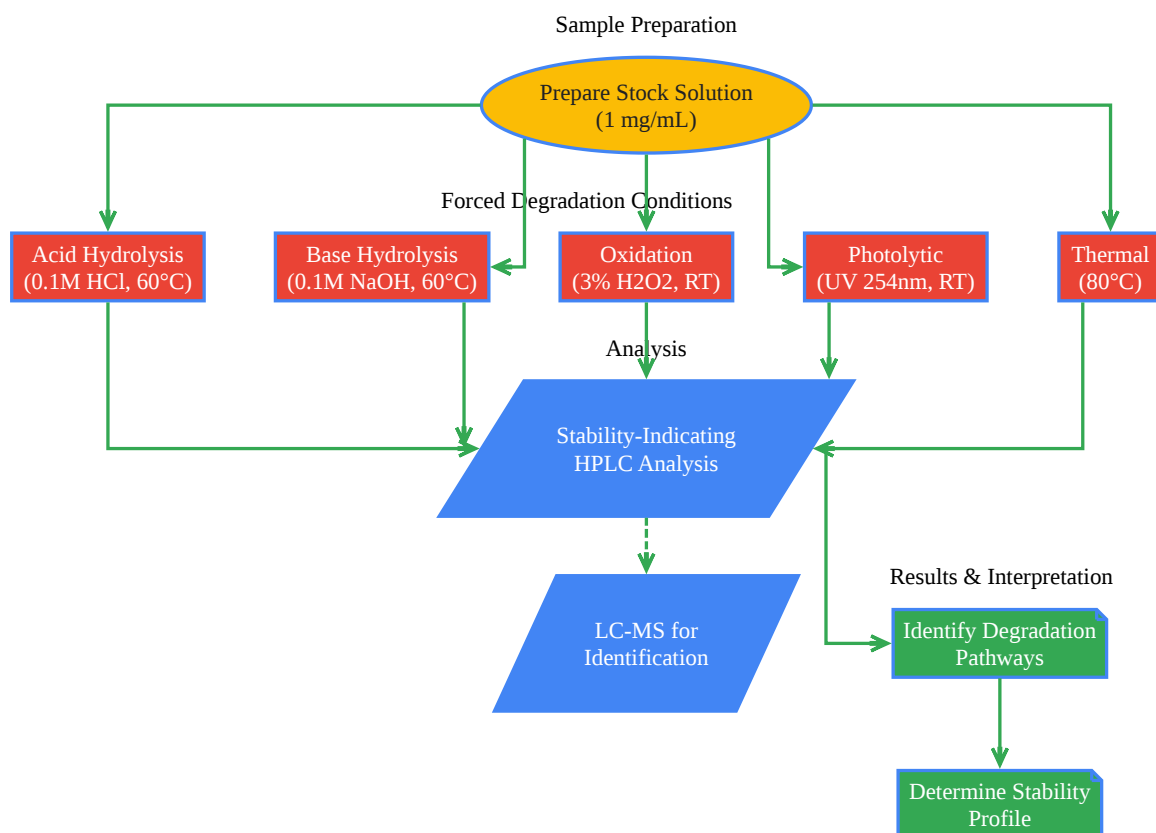 Sample Preparation
Prepare Stock Solution
(1 mg/mL)
Forced Degradation Conditions
Acid Hydrolysis
(0.1M HCl, 60°C)
Base Hydrolysis
(0.1M NaOH, 60°C)
Oxidation
(3% H2O2, RT)
Photolytic
(UV 254nm, RT)
Thermal
(80°C)
Analysis
Stability-Indicating
HPLC Analysis
LC-MS for
Identification
Results & Interpretation
Identify Degradation
Pathways
Determine Stability
Profile